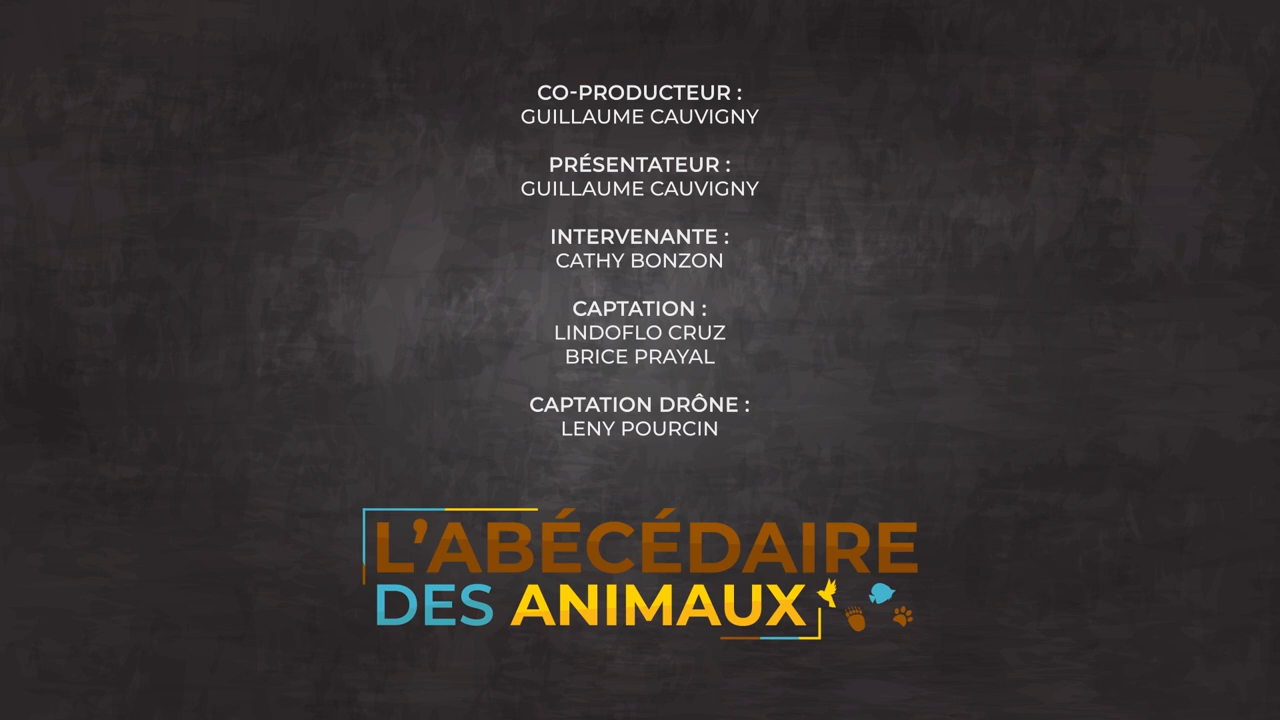 CO-PRODUCTEUR :
GUILLAUME CAUVIGNY
PRÉSENTATEUR :
GUILLAUME CAUVIGNY
INTERVENANTE :
CATHY BONZON
CAPTATION :
LINDOFLO CRUZ
BRICE PRAYAL
CAPTATION DRÔNE :
LENY POURCIN
L'ABÉCÉDAIRE
DES ANIMAUX